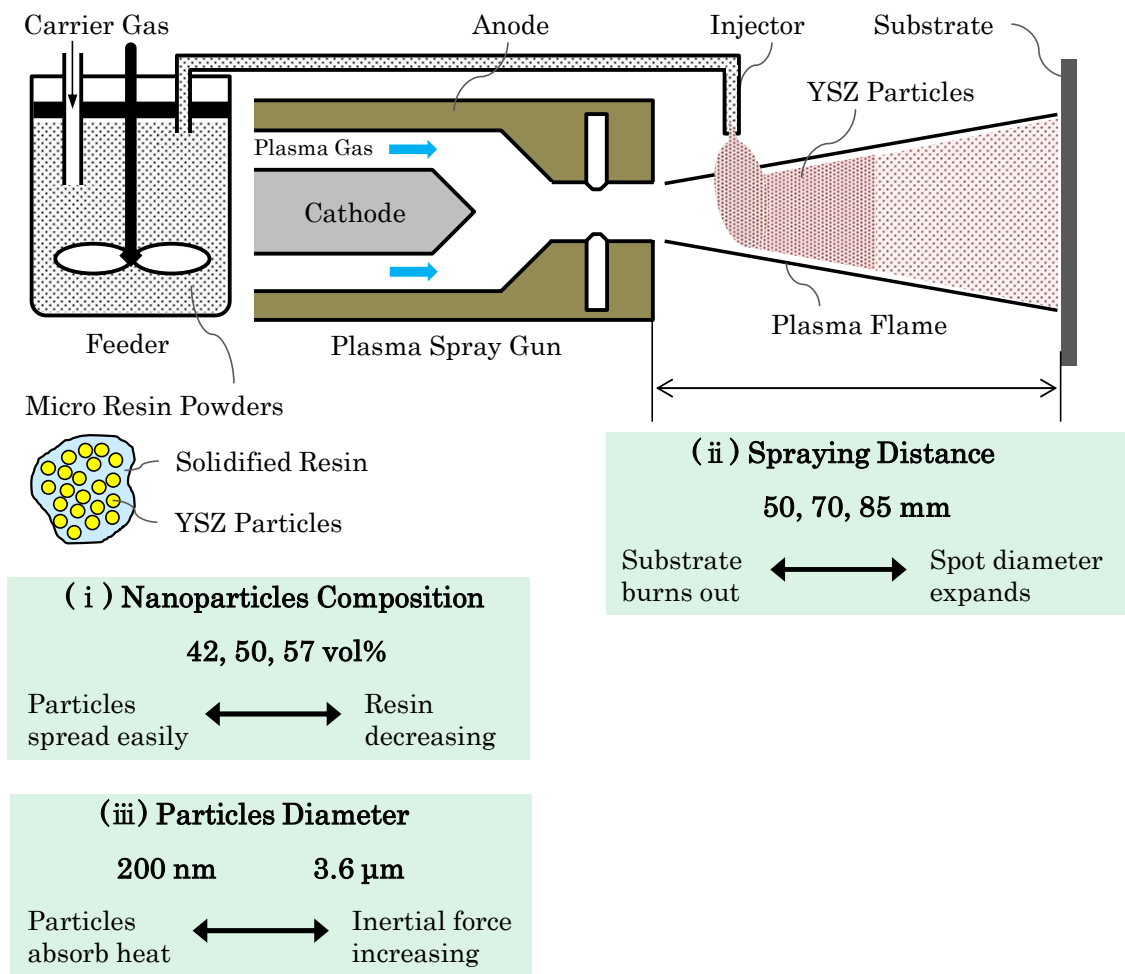 Carrier Gas
Anode
Injector
Substrate
YSZ Particles
Plasma Gas
Cathode
Plasma Flame
Feeder
Plasma Spray Gun
Micro Resin Powders
Solidified Resin
YSZ Particles
(ⅱ) Spraying Distance
50, 70, 85 mm
Substrate
burns out
Spot diameter
expands
(ⅰ) Nanoparticles Composition
42, 50, 57 vol%
Particles
spread easily
Resin
decreasing
(ⅲ) Particles Diameter
200 nm 3.6 μm
Particles
absorb heat
Inertial force
increasing